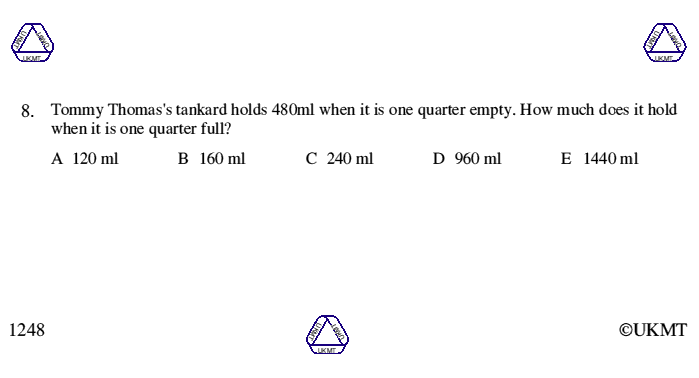 UKMT UKMT UKMT
UKMT UKMT UKMT
8. Tommy Thomas's tankard holds 480ml when it is one quarter empty. How much does it hold
when it is one quarter full?
A 120 ml B 160 ml C 240 ml D 960 ml E 1440 ml
1248 UKMT UKMT UKMT ©UKMT